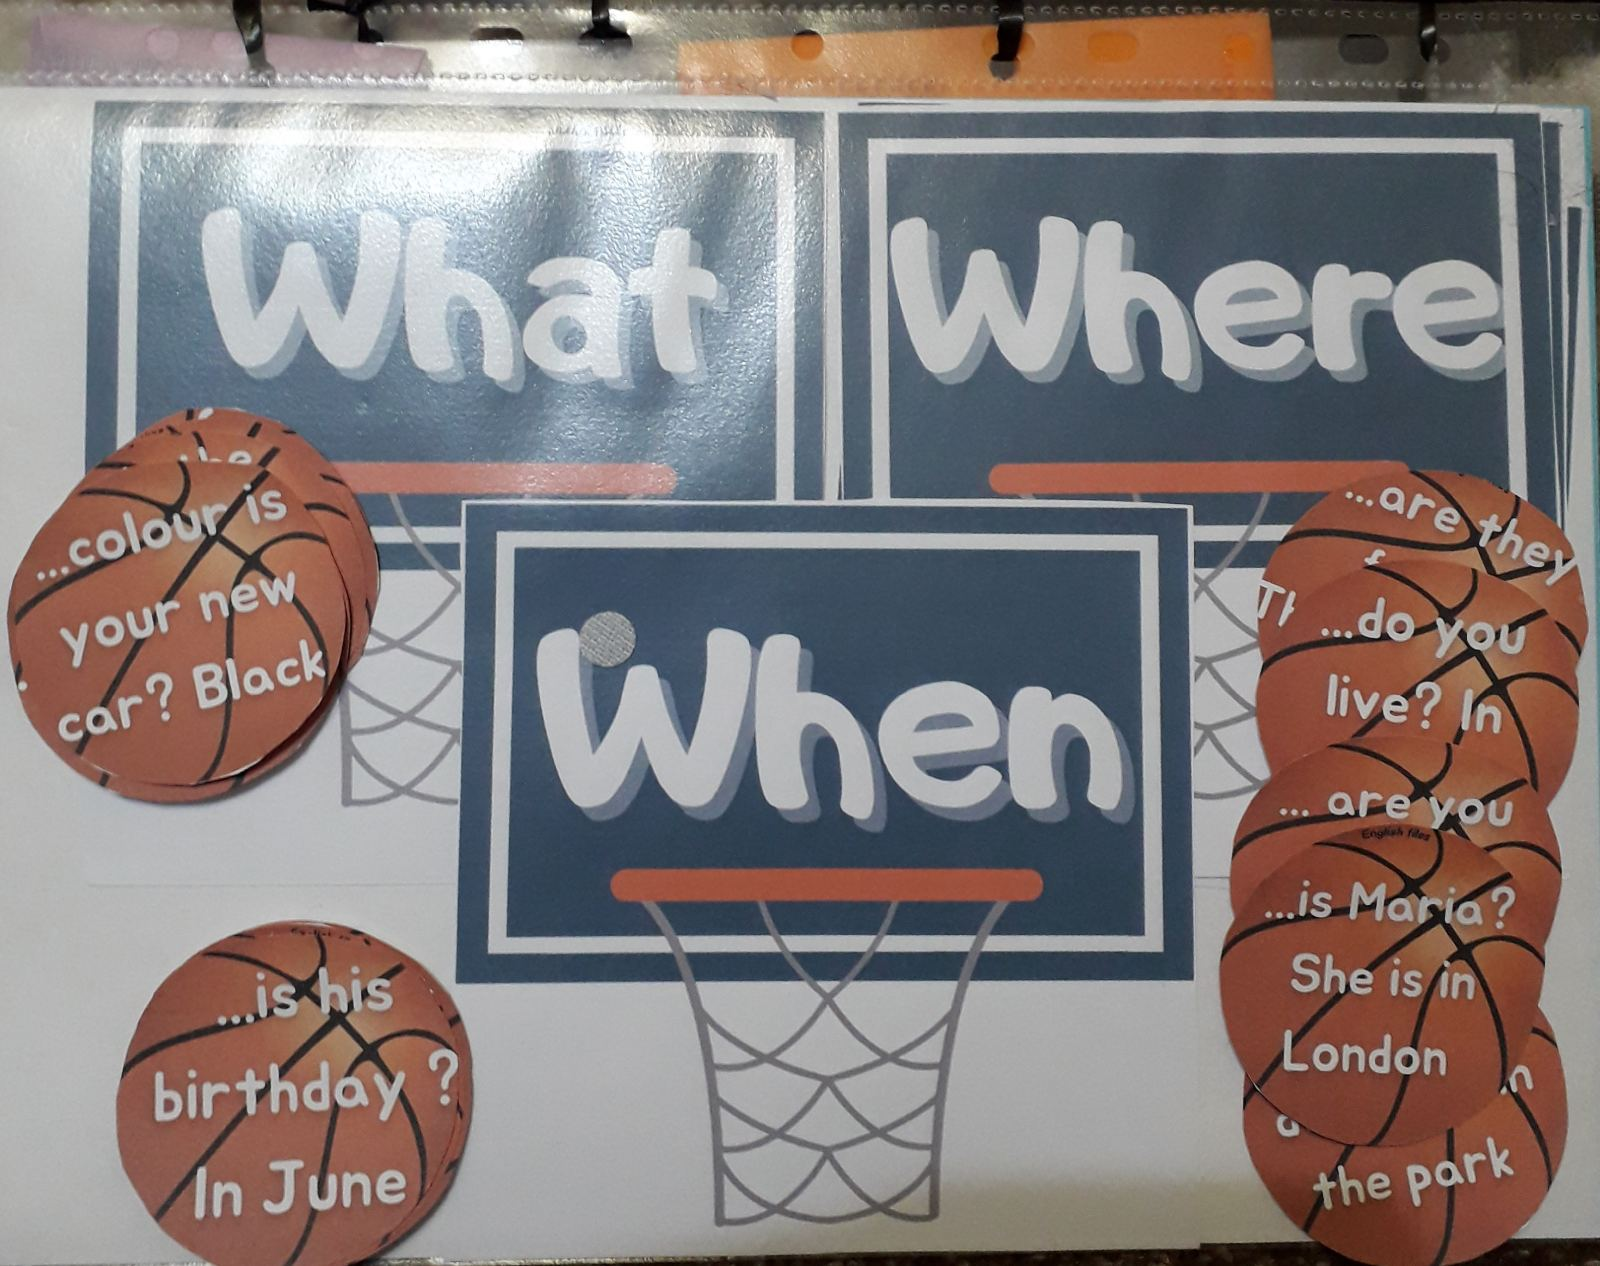 What
Where
the
...colour is
your new
car? Black
When
...are they
...do you
live? In
... are you
English files
...is Maria?
She is in
London
the park
...is his
birthday ?
In June